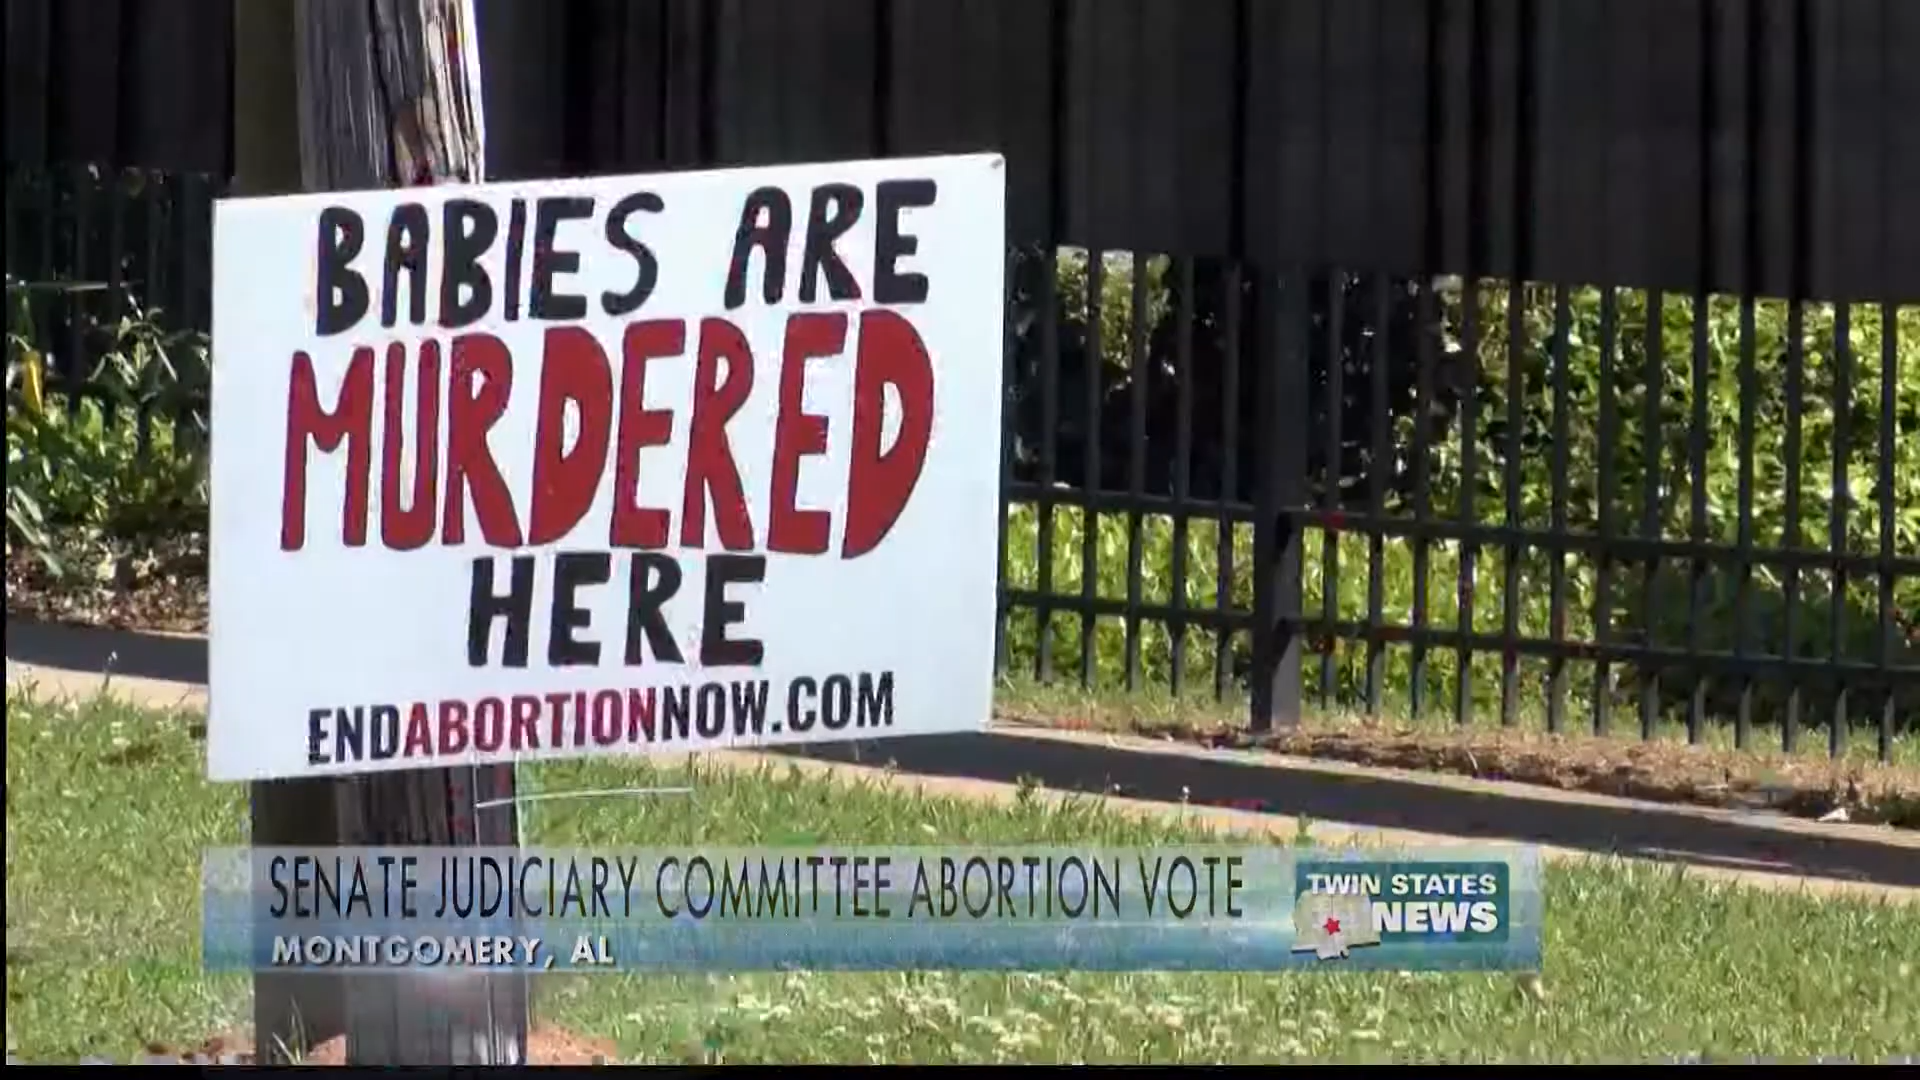 BABIES ARE
MURDERED
HERE
ENDABORTIONNOW.COM
SENATE JUDICIARY COMMITTEE ABORTION VOTE
MONTGOMERY, AL
TWIN STATES
NEWS